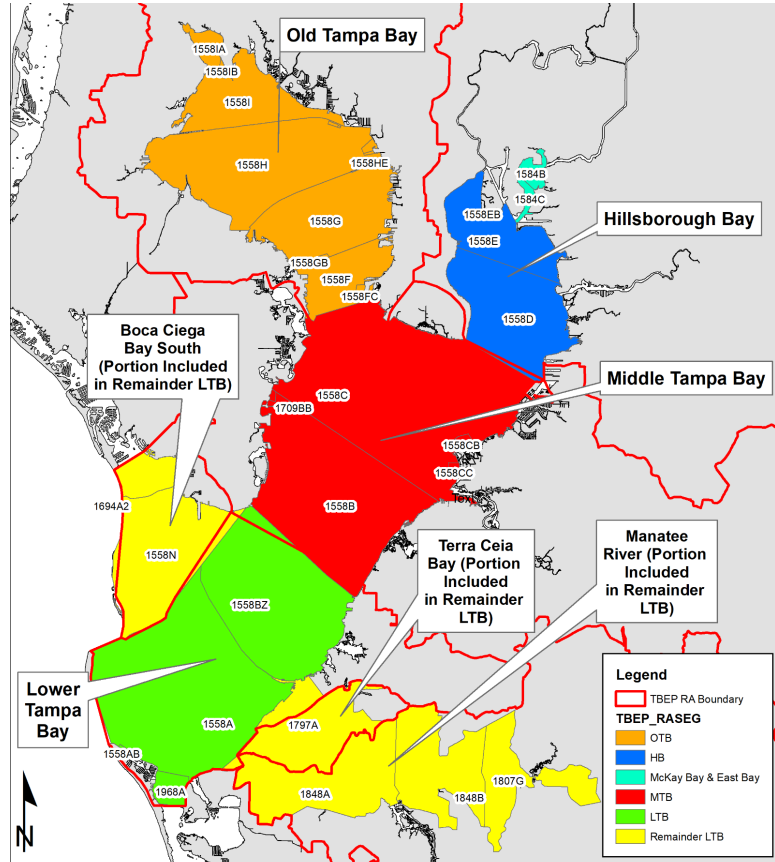 Old Tampa Bay
1558IA
1558IB
1558I
1558H
1558HE
1584B
1584C
1558EB
1558E
Hillsborough Bay
1558G
1558GB
1558F
1558FC
1558D
Boca Ciega
Bay South
(Portion Included
in Remainder LTB)
Middle Tampa Bay
1558C
1709BB
1558CB
1558CC
Text
1558B
1694A2
1558N
Terra Ceia
Bay (Portion
Included
in Remainder
LTB)
Manatee
River (Portion
Included
in Remainder
LTB)
1558BZ
Lower
Tampa
Bay
1558A
1797A
1558AB
1968A
1848A
1848B
1807G
N
Legend
TBEP RA Boundary
TBEP_RASEG
OTB
HB
McKay Bay & East Bay
MTB
LTB
Remainder LTB